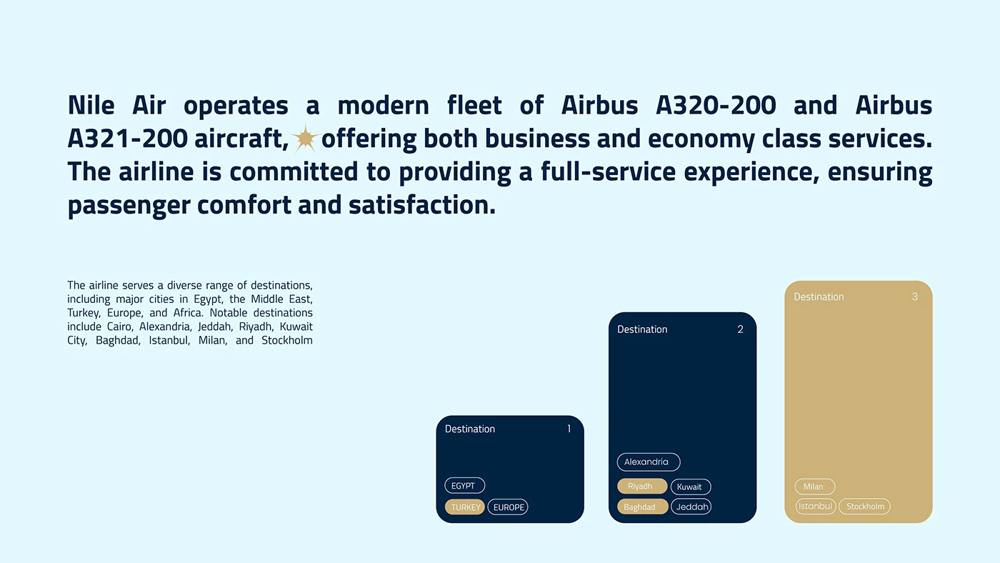 Nile Air operates a modern fleet of Airbus A320-200 and Airbus
A321-200 aircraft, offering both business and economy class services.
The airline is committed to providing a full-service experience, ensuring
passenger comfort and satisfaction.
The airline serves a diverse range of destinations,
including major cities in Egypt, the Middle East,
Turkey, Europe, and Africa. Notable destinations
include Cairo, Alexandria, Jeddah, Riyadh, Kuwait
City, Baghdad, Istanbul, Milan, and Stockholm
Destination 1
EGYPT
TURKEY EUROPE
Destination 2
Alexandria
Riyadh Kuwait
Baghdad Jeddah
Destination 3
Milan
Istanbul Stockholm